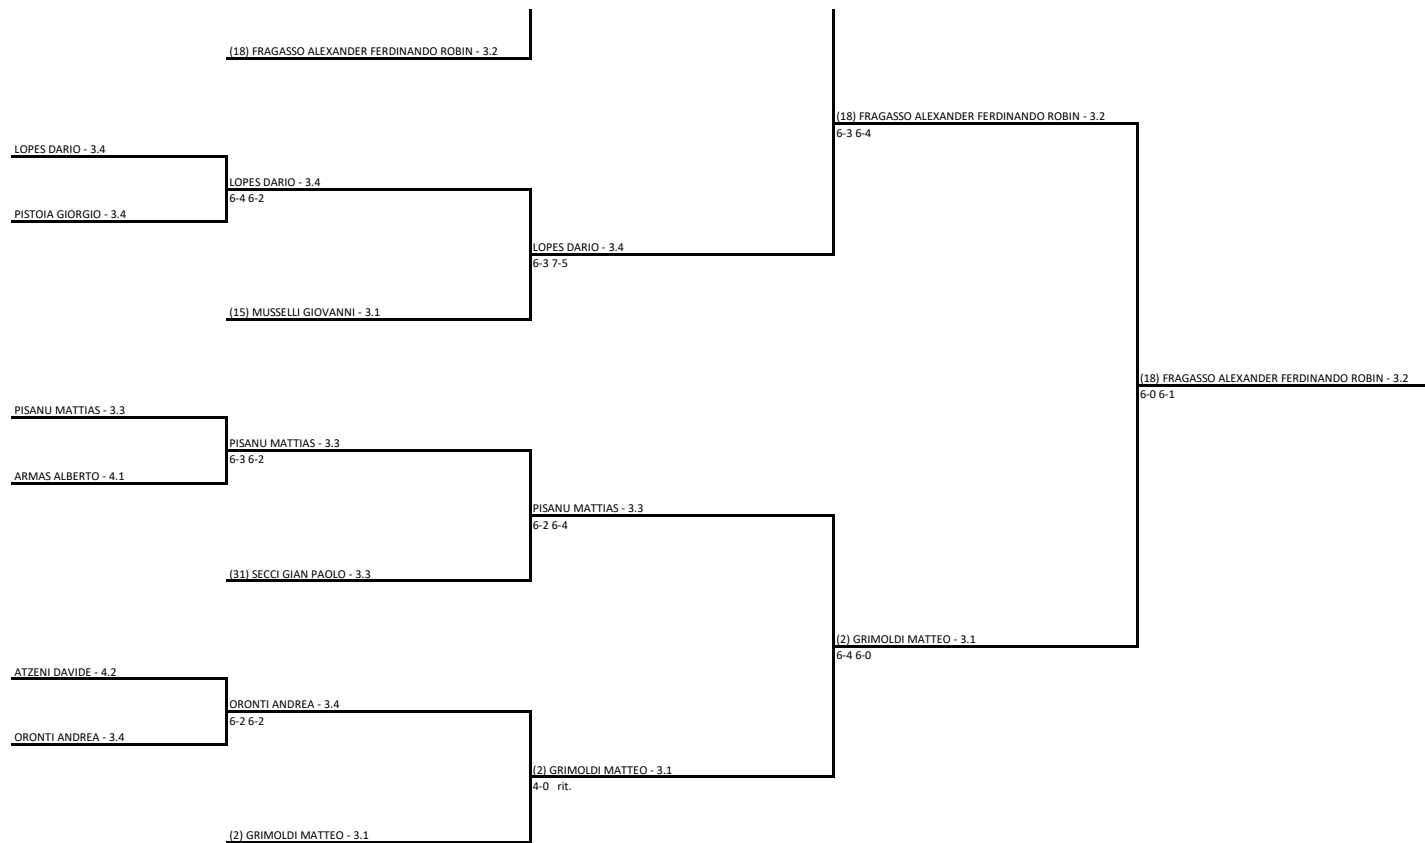 (18) FRAGASSO ALEXANDER FERDINANDO ROBIN - 3.2
(18) FRAGASSO ALEXANDER FERDINANDO ROBIN - 3.2
6-3 6-4
LOPES DARIO - 3.4
LOPES DARIO - 3.4
6-4 6-2
PISTOIA GIORGIO - 3.4
LOPES DARIO - 3.4
6-3 7-5
(15) MUSSELLI GIOVANNI - 3.1
(18) FRAGASSO ALEXANDER FERDINANDO ROBIN - 3.2
6-0 6-1
PISANU MATTIAS - 3.3
PISANU MATTIAS - 3.3
6-3 6-2
ARMAS ALBERTO - 4.1
PISANU MATTIAS - 3.3
6-2 6-4
(31) SECCI GIAN PAOLO - 3.3
(2) GRIMOLDI MATTEO - 3.1
6-4 6-0
ATZENI DAVIDE - 4.2
ORONTI ANDREA - 3.4
6-2 6-2
ORONTI ANDREA - 3.4
(2) GRIMOLDI MATTEO - 3.1
4-0 rit.
(2) GRIMOLDI MATTEO - 3.1